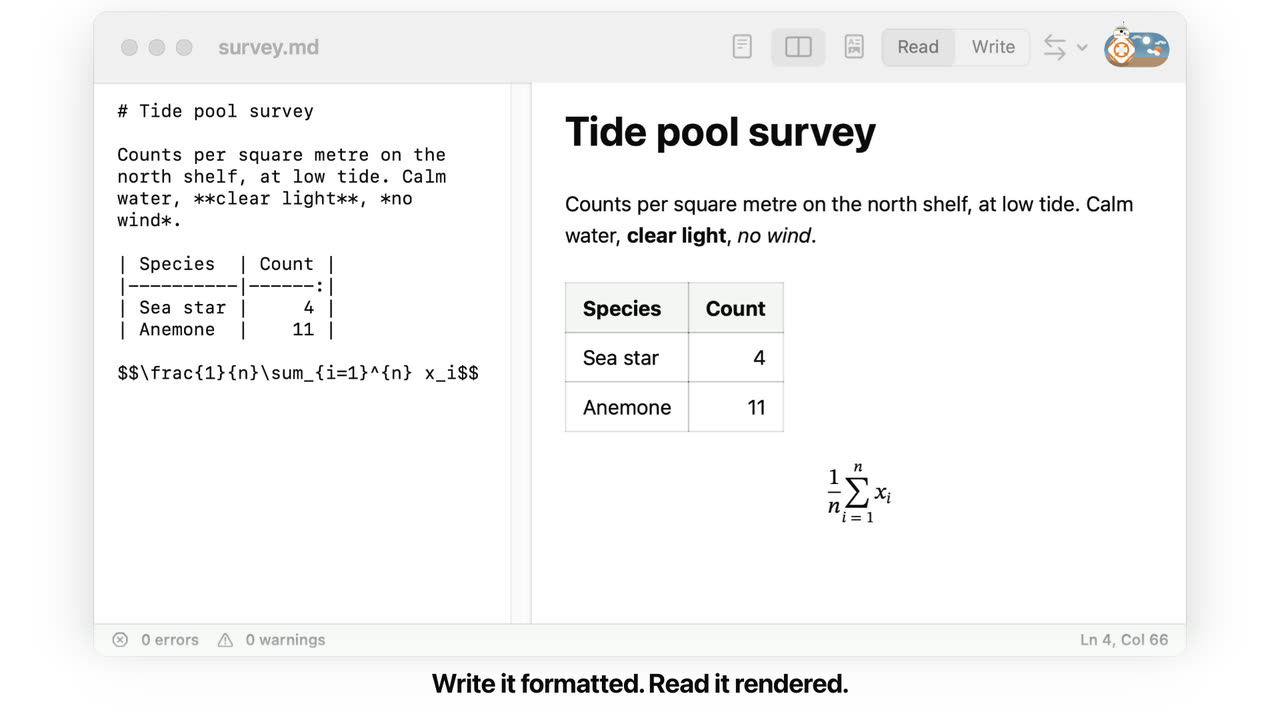 survey.md
Read
Write
# Tide pool survey
Counts per square metre on the
north shelf, at low tide. Calm
water, **clear light**, *no
wind*.
| Species  | Count |
|----------|------:|
| Sea star |     4 |
| Anemone  |    11 |
$$\frac{1}{n}\sum_{i=1}^{n} x_i$$
Tide pool survey
Counts per square metre on the north shelf, at low tide. Calm
water, clear light, no wind.
Species Count
Sea star 4
Anemone 11
n
1
n
∑
x_i
i = 1
0 errors
0 warnings
Ln 4, Col 66
Write it formatted. Read it rendered.